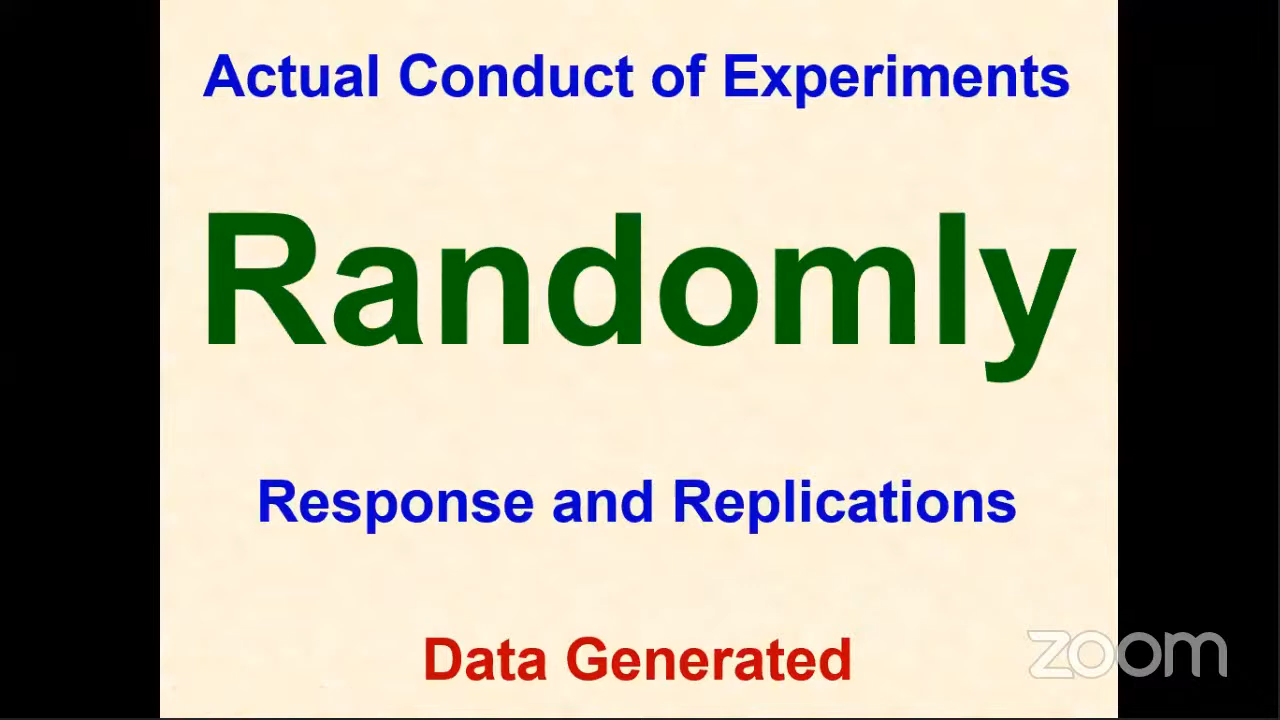 Actual Conduct of Experiments
Randomly
Response and Replications
Data Generated
zoom